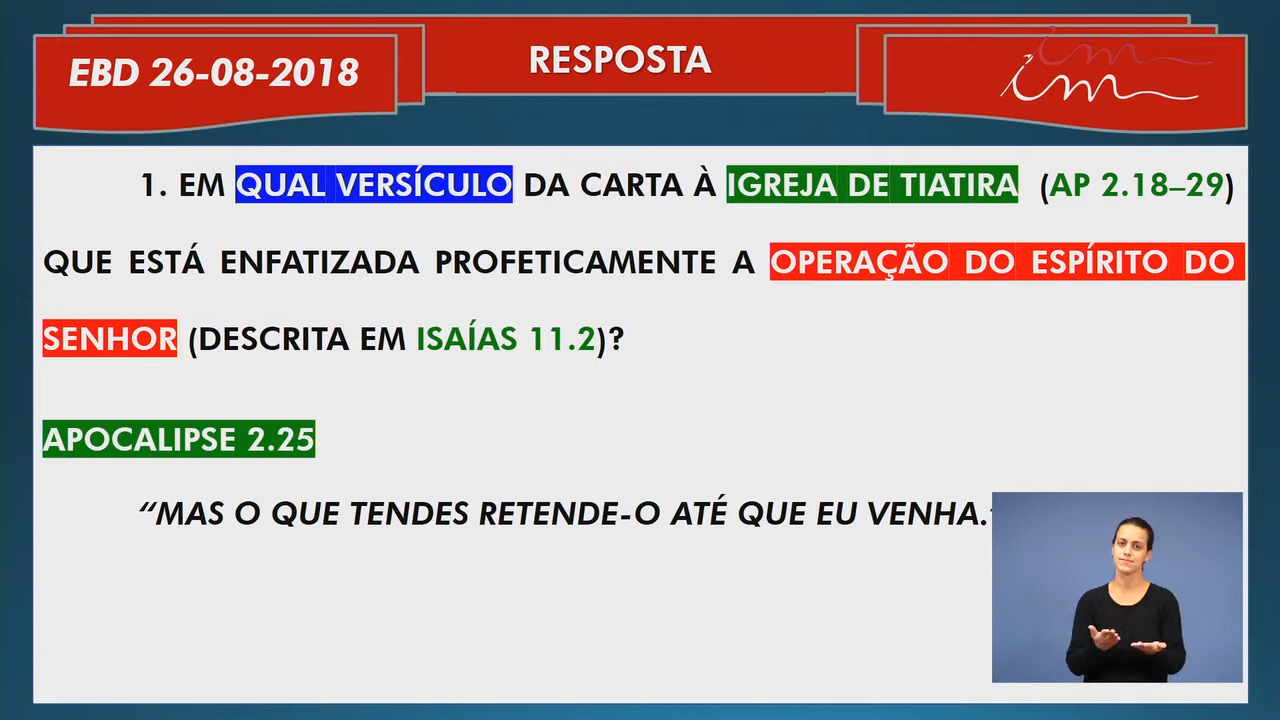 EBD 26-08-2018
RESPOSTA
im
1. EM QUAL VERSÍCULO DA CARTA À IGREJA DE TIATIRA (AP 2.18–29)
QUE ESTÁ ENFATIZADA PROFETICAMENTE A OPERAÇÃO DO ESPÍRITO DO
SENHOR (DESCRITA EM ISAÍAS 11.2)?
APOCALIPSE 2.25
“MAS O QUE TENDES RETENDE-O ATÉ QUE EU VENHA.”